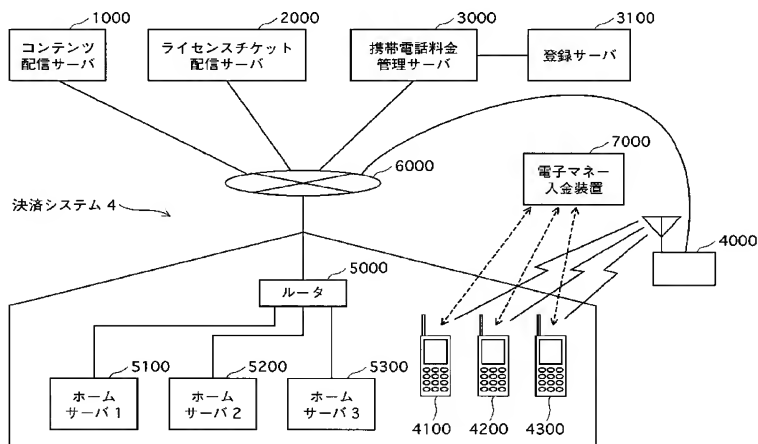 1000
コンテンツ
配信サーバ
2000
ライセンスチケット
配信サーバ
3000
携帯電話料金
管理サーバ
3100
登録サーバ
6000
7000
電子マネー
入金装置
決済システム 4
4000
5000
ルータ
5100
ホーム
サーバ 1
5200
ホーム
サーバ 2
5300
ホーム
サーバ 3
4100
4200
4300